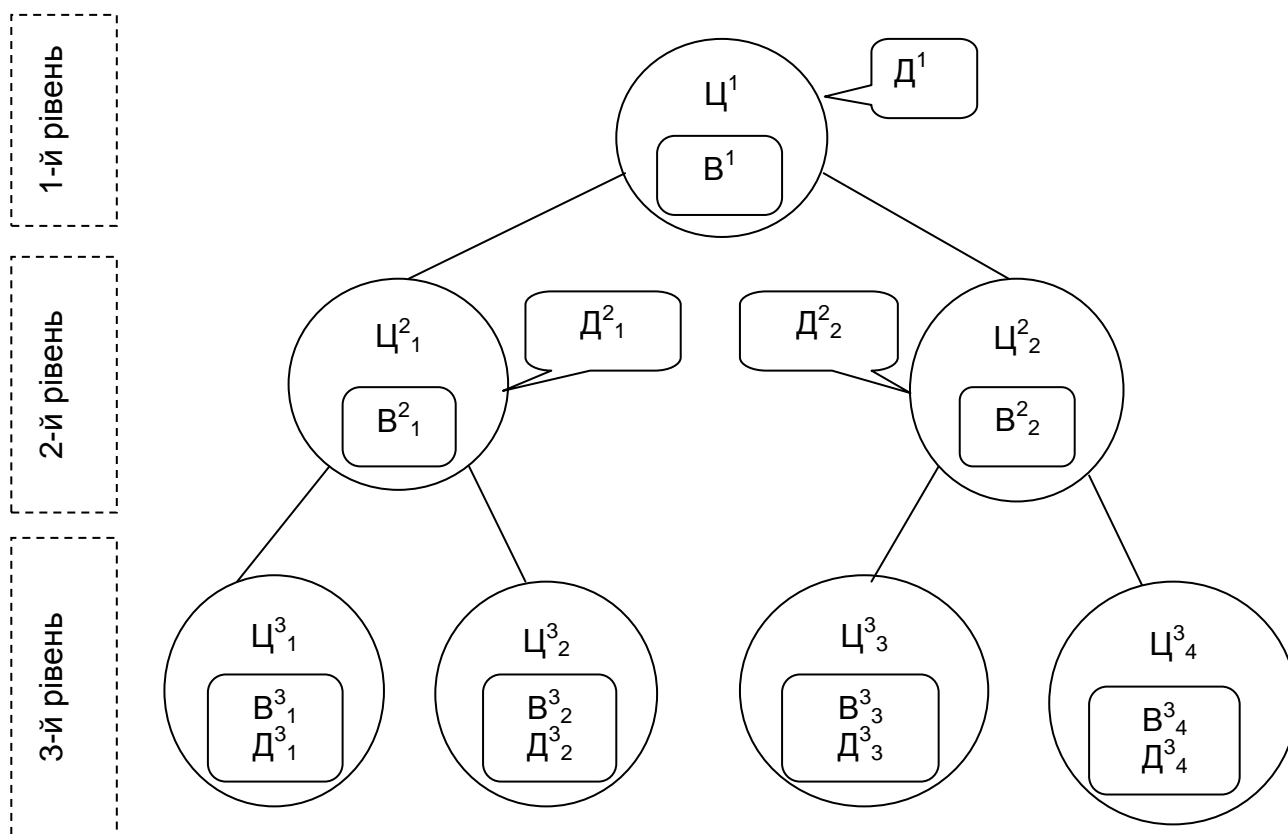 1-й рівень
Ц¹
Д¹
В¹
2-й рівень
Ц²₁
Д²₁
Д²₂
Ц²₂
В²₁
В²₂
3-й рівень
Ц³₁
Ц³₂
Ц³₃
Ц³₄
В³₁
Д³₁
В³₂
Д³₂
В³₃
Д³₃
В³₄
Д³₄